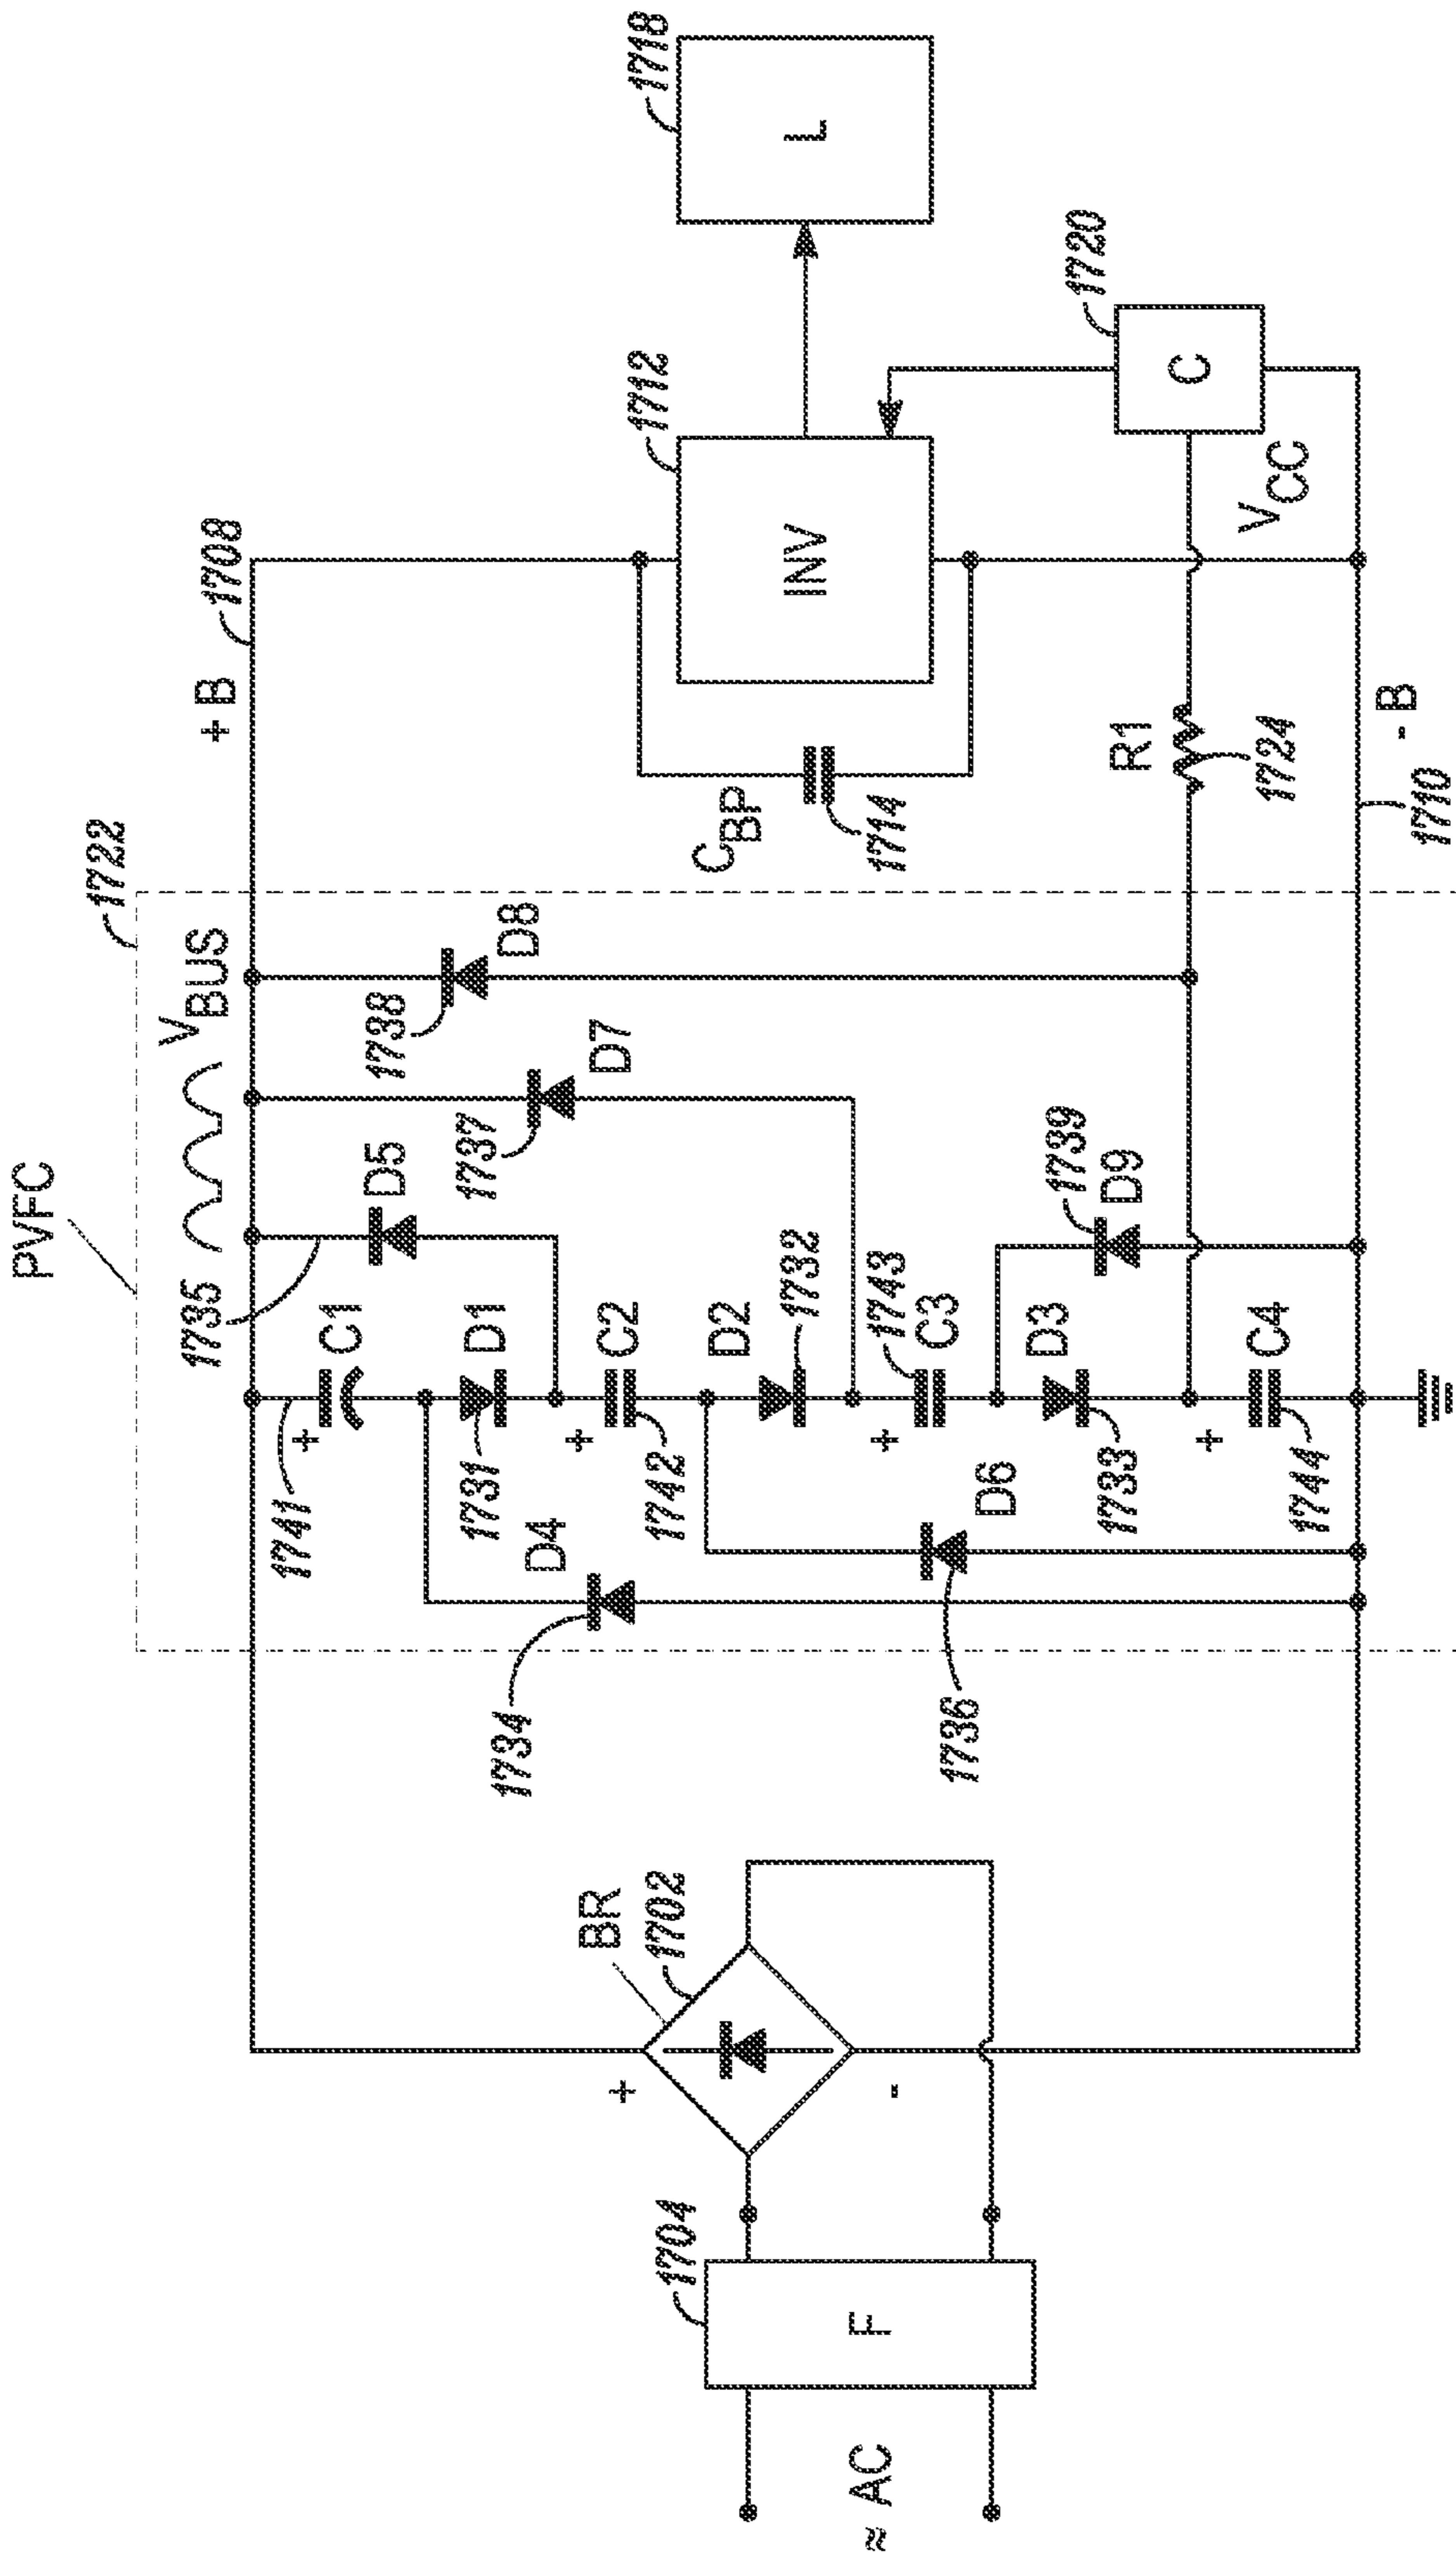 PVFC
1722
VBUS
+ B
1708
1735
D5
1738
D8
1737
D7
1741
+
C1
1731
D1
+
C2
1742
D2
1732
+
1743
C3
1739
D9
D3
1733
+
C4
1744
1734
D4
1736
D6
BR
1702
+
-
1704
F
≈ AC
CBP
1714
1712
INV
1718
L
1720
C
VCC
R1
1724
- B
1710